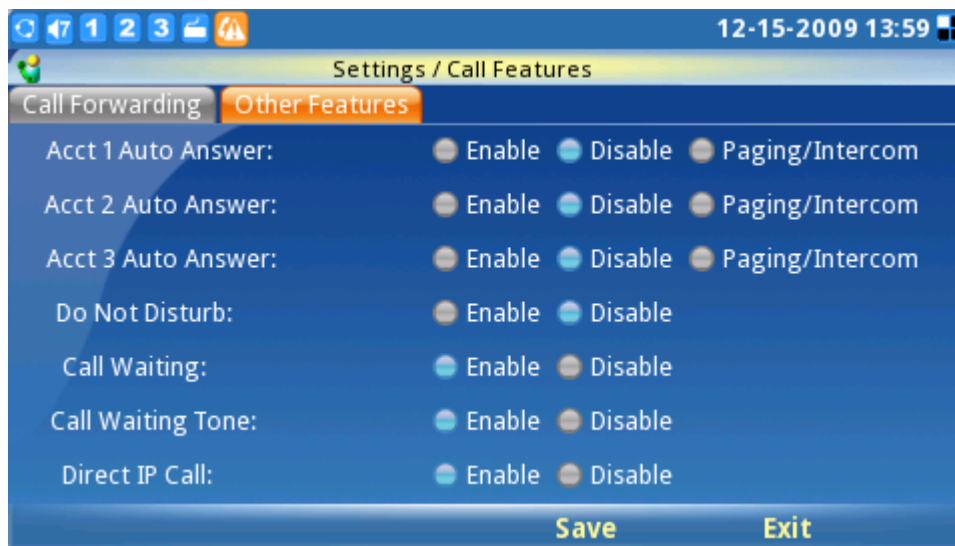 7 1 2 3 12-15-2009 13:59
Settings / Call Features
Call Forwarding Other Features
Acct 1 Auto Answer: Enable Disable Paging/Intercom
Acct 2 Auto Answer: Enable Disable Paging/Intercom
Acct 3 Auto Answer: Enable Disable Paging/Intercom
Do Not Disturb: Enable Disable
Call Waiting: Enable Disable
Call Waiting Tone: Enable Disable
Direct IP Call: Enable Disable
Save Exit